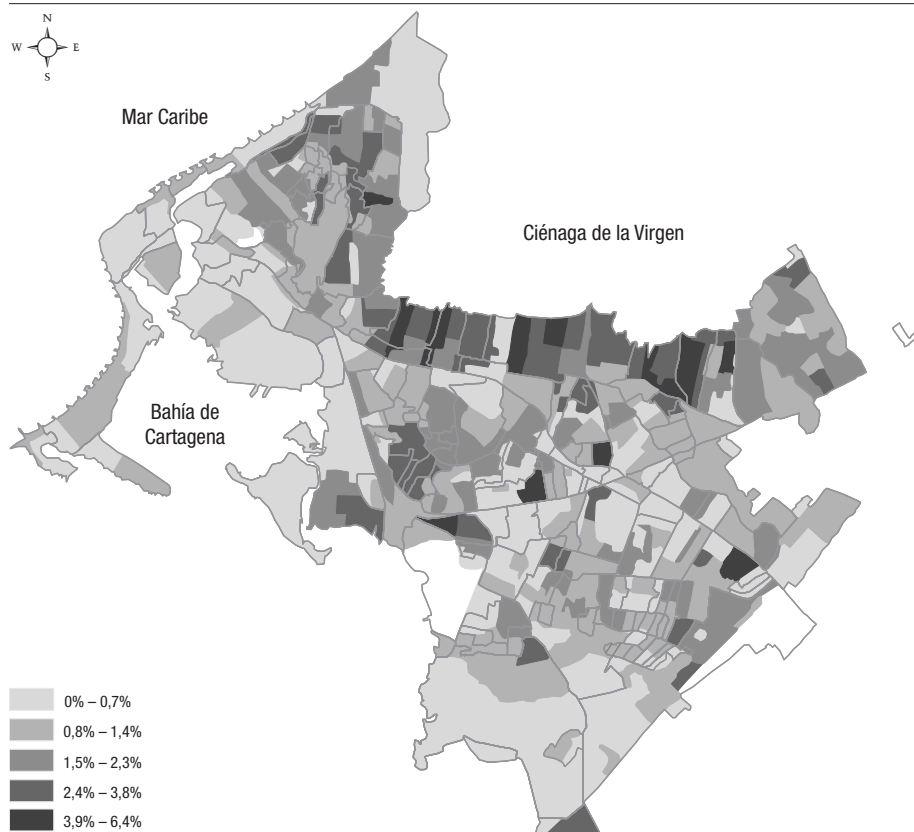 N
W E
S
Mar Caribe
Ciénaga de la Virgen
Bahía de
Cartagena
0% – 0,7%
0,8% – 1,4%
1,5% – 2,3%
2,4% – 3,8%
3,9% – 6,4%